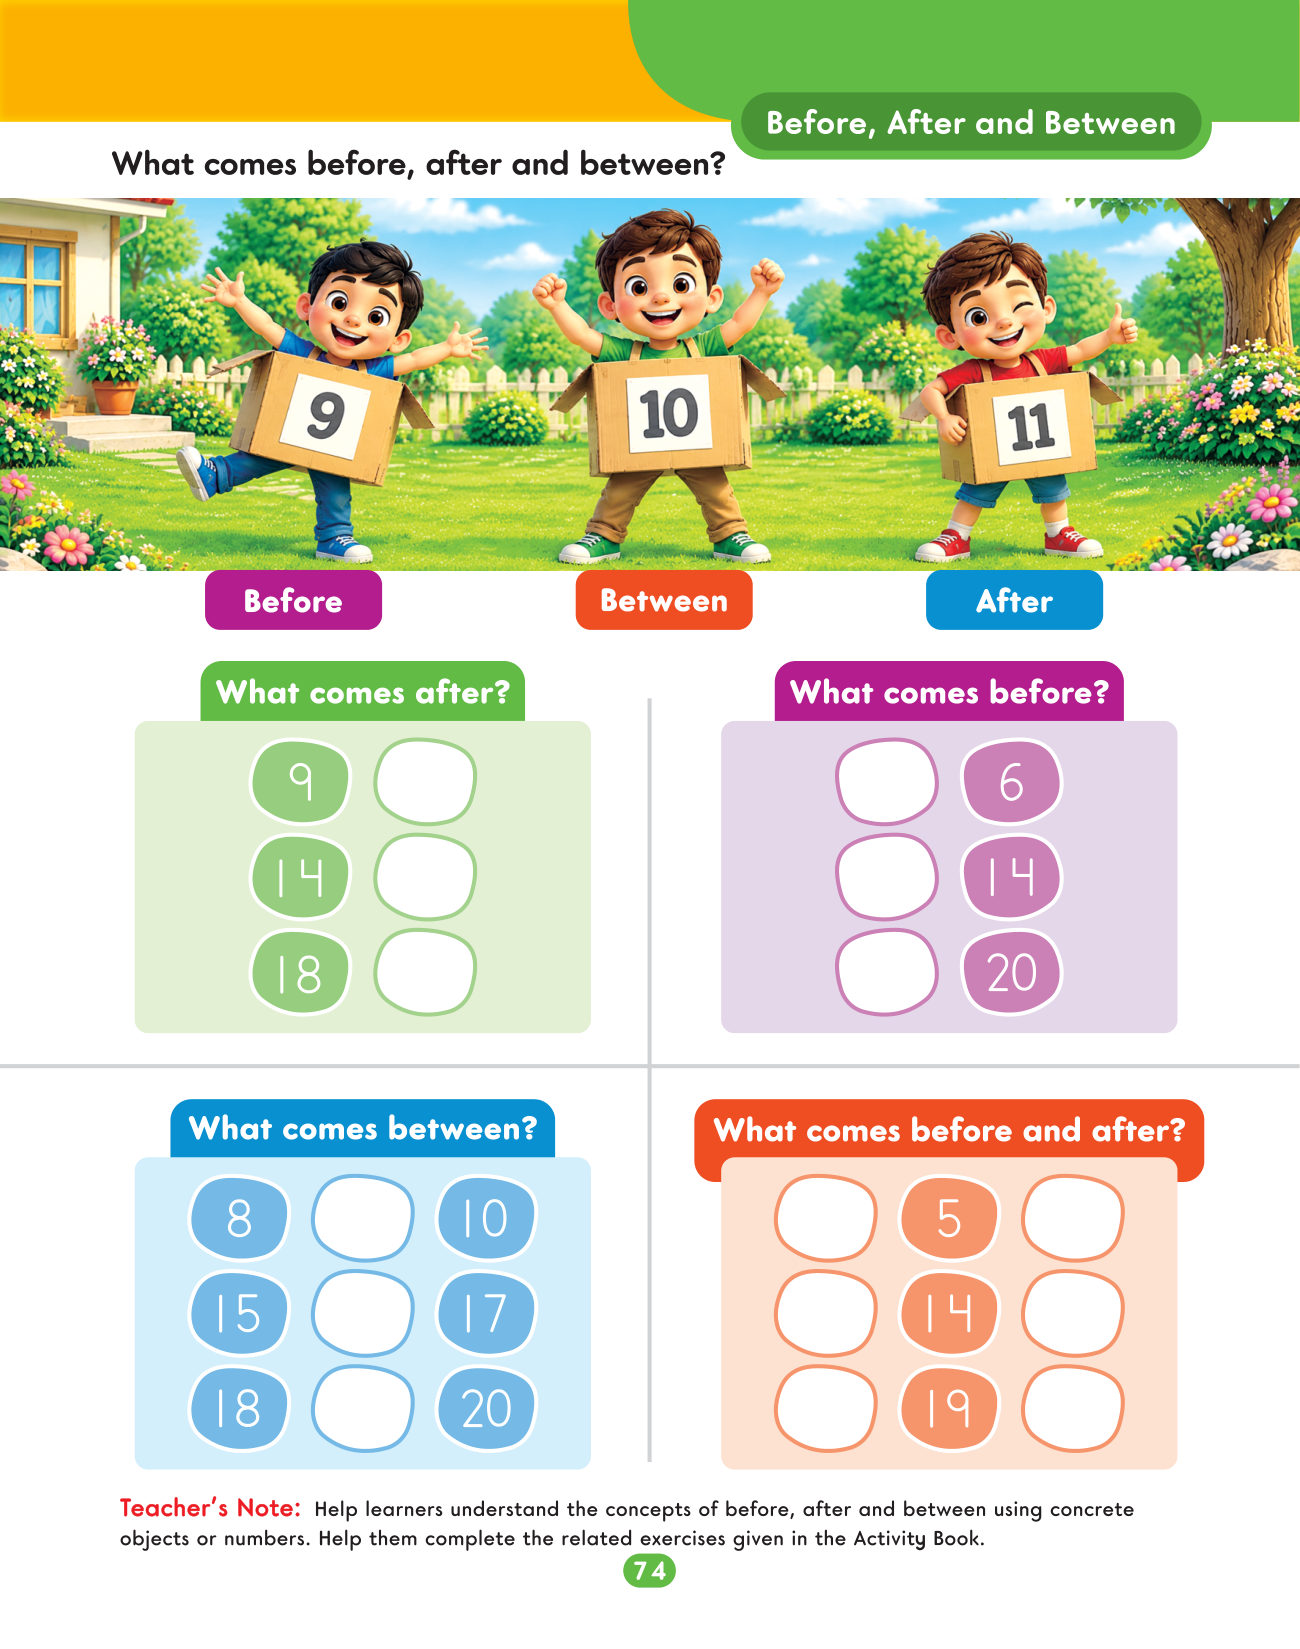 Before, After and Between
What comes before, after and between?
9
10
11
Before
Between
After
What comes after?
9
14
18
What comes before?
6
14
20
What comes between?
8 10
15 17
18 20
What comes before and after?
5
14
19
Teacher's Note: Help learners understand the concepts of before, after and between using concrete
objects or numbers. Help them complete the related exercises given in the Activity Book.
74